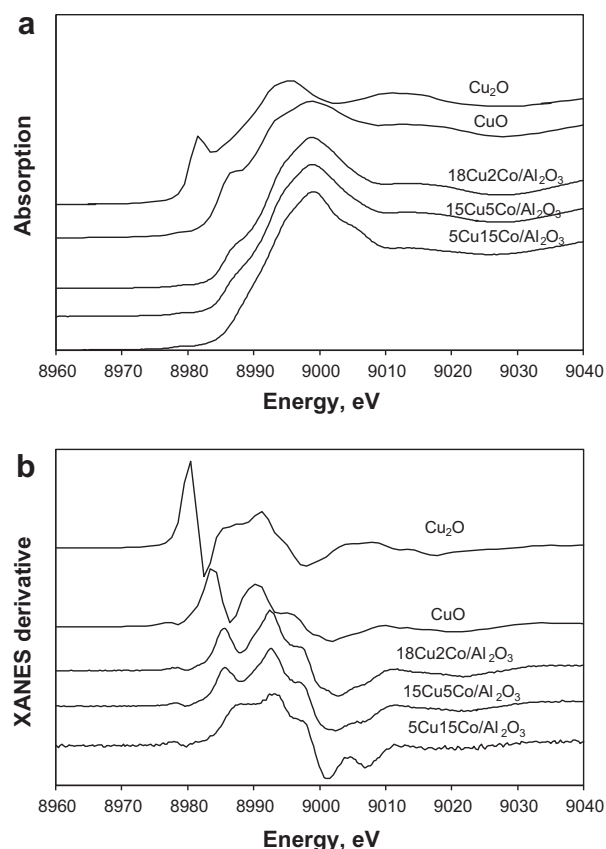 a
Absorption
Cu₂O
CuO
18Cu2Co/Al₂O₃
15Cu5Co/Al₂O₃
5Cu15Co/Al₂O₃
8960 8970 8980 8990 9000 9010 9020 9030 9040
Energy, eV
b
XANES derivative
Cu₂O
CuO
18Cu2Co/Al₂O₃
15Cu5Co/Al₂O₃
5Cu15Co/Al₂O₃
8960 8970 8980 8990 9000 9010 9020 9030 9040
Energy, eV